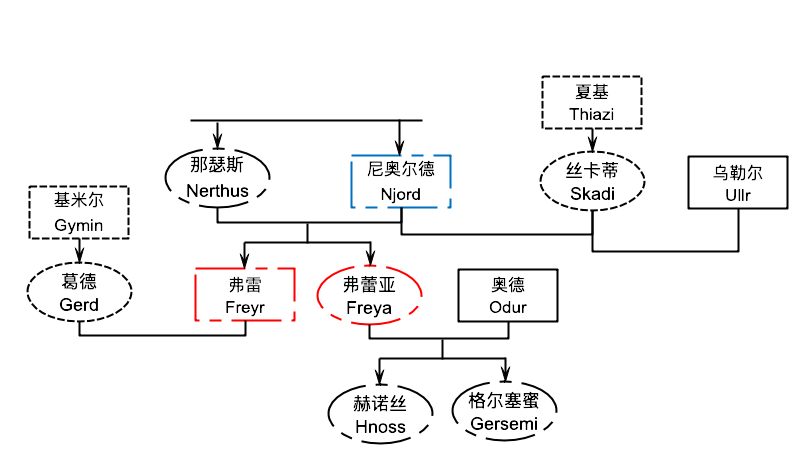 夏基
Thiazi
那瑟斯
Nerthus
尼奥尔德
Njord
丝卡蒂
Skadi
乌勒尔
Ullr
基米尔
Gymin
葛德
Gerd
弗雷
Freyr
弗蕾亚
Freya
奥德
Odur
赫诺丝
Hnoss
格尔塞蜜
Gersemi